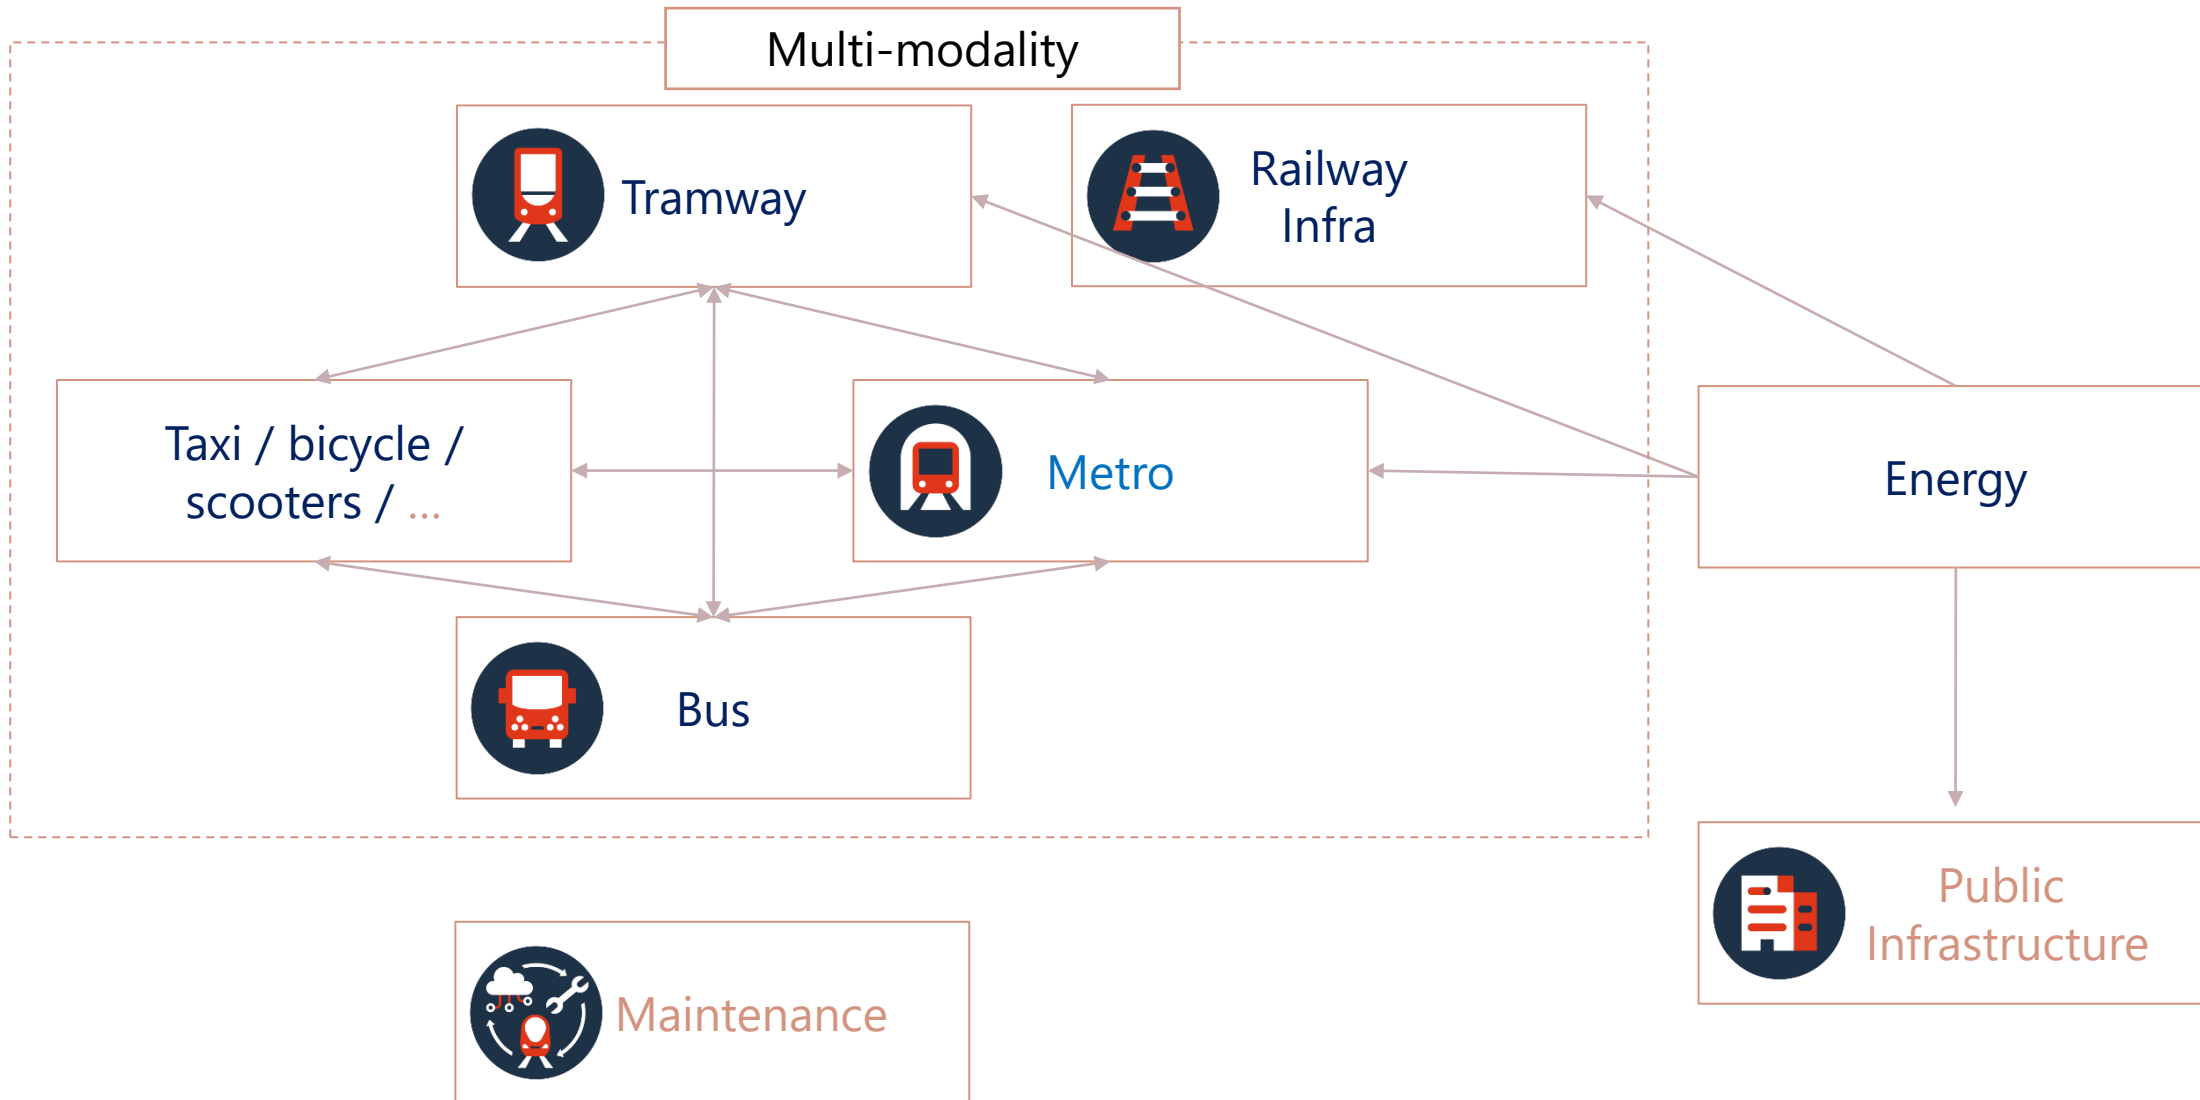 Multi-modality
Tramway
Railway
Infra
Taxi / bicycle /
scooters / ...
Metro
Energy
Bus
Public
Infrastructure
Maintenance